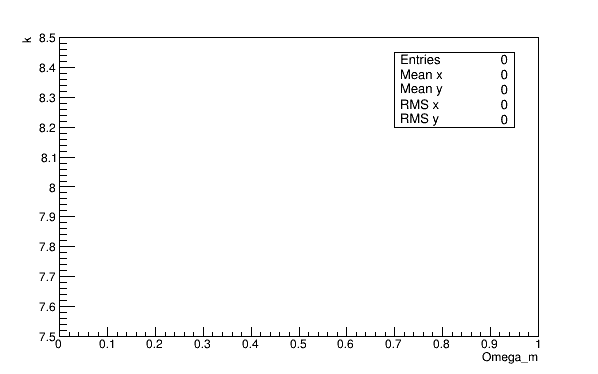 k
8.5
8.4
8.3
8.2
8.1
8
7.9
7.8
7.7
7.6
7.5
Entries 0
Mean x 0
Mean y 0
RMS x 0
RMS y 0
0 0.1 0.2 0.3 0.4 0.5 0.6 0.7 0.8 0.9 1
Omega_m